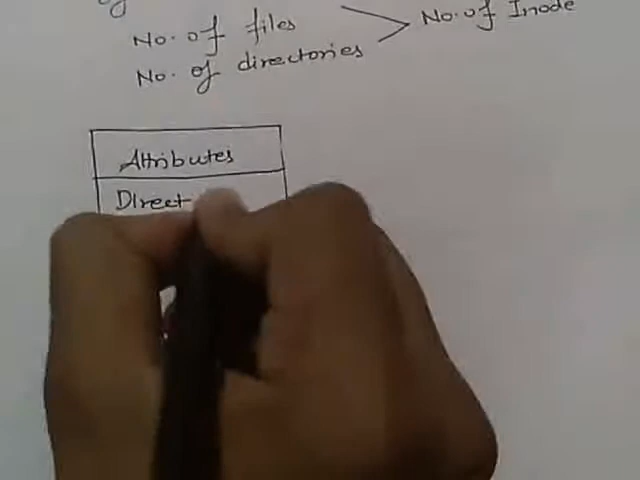 No. of files
No. of Inode
No. of directories
Attributes
Direct